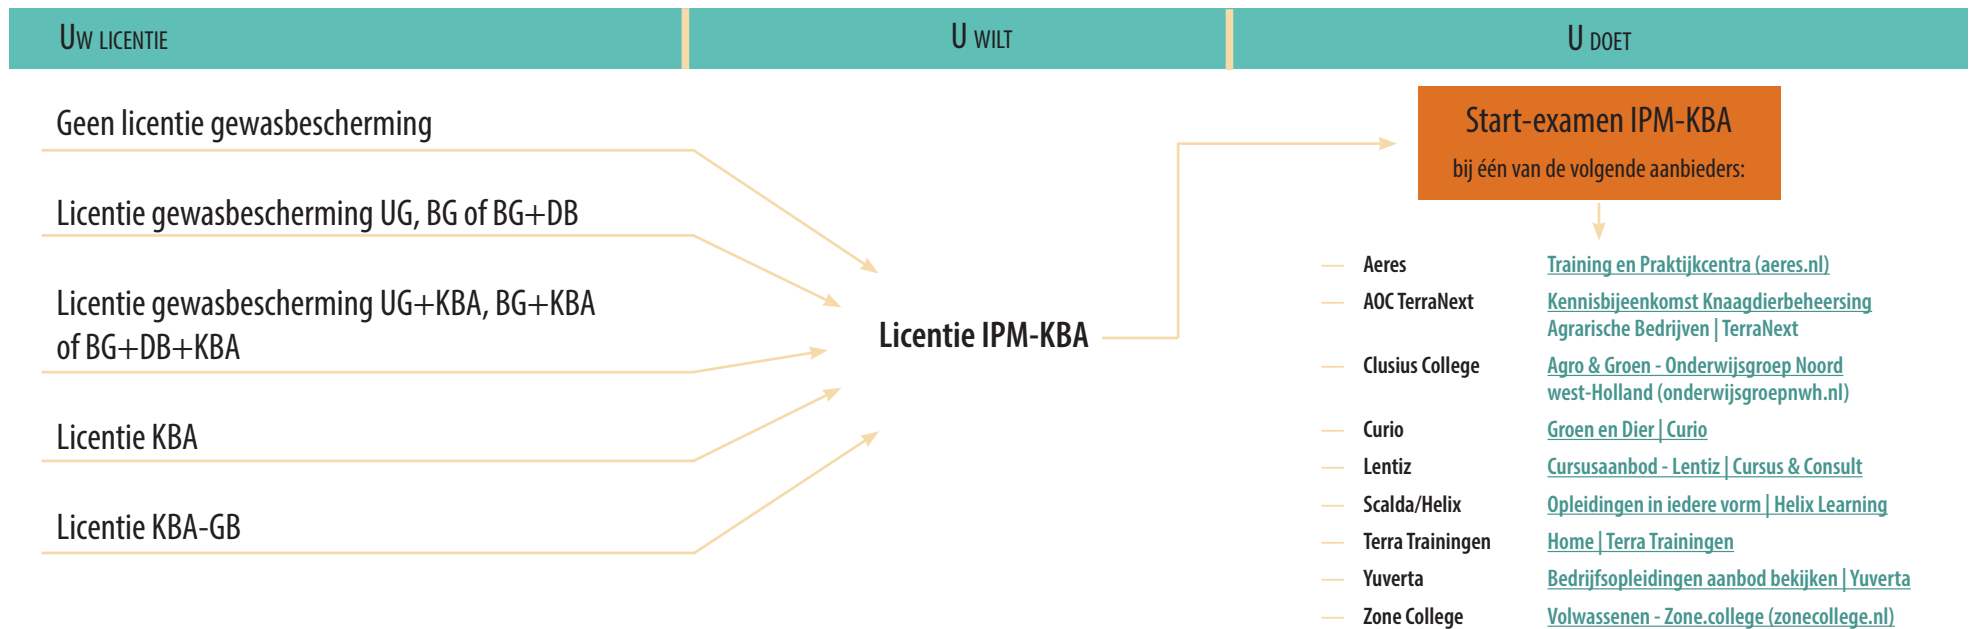 UW LICENTIE
U WILT
U DOET
Geen licentie gewasbescherming
Licentie gewasbescherming UG, BG of BG+DB
Licentie gewasbescherming UG+KBA, BG+KBA
of BG+DB+KBA
Licentie KBA
Licentie KBA-GB
Licentie IPM-KBA
Start-examen IPM-KBA
bij één van de volgende aanbieders:
Aeres Training en Praktijkcentra (aeres.nl)
AOC TerraNext Kennisbijeenkomst Knaagdierbeheersing
Agrarische Bedrijven | TerraNext
Clusius College Agro & Groen - Onderwijsgroep Noord
west-Holland (onderwijsgroepnwh.nl)
Curio Groen en Dier | Curio
Lentiz Cursusaanbod - Lentiz | Cursus & Consult
Scalda/Helix Opleidingen in iedere vorm | Helix Learning
Terra Trainingen Home | Terra Trainingen
Yuverta Bedrijfsopleidingen aanbod bekijken | Yuverta
Zone College Volwassenen - Zone.college (zonecollege.nl)